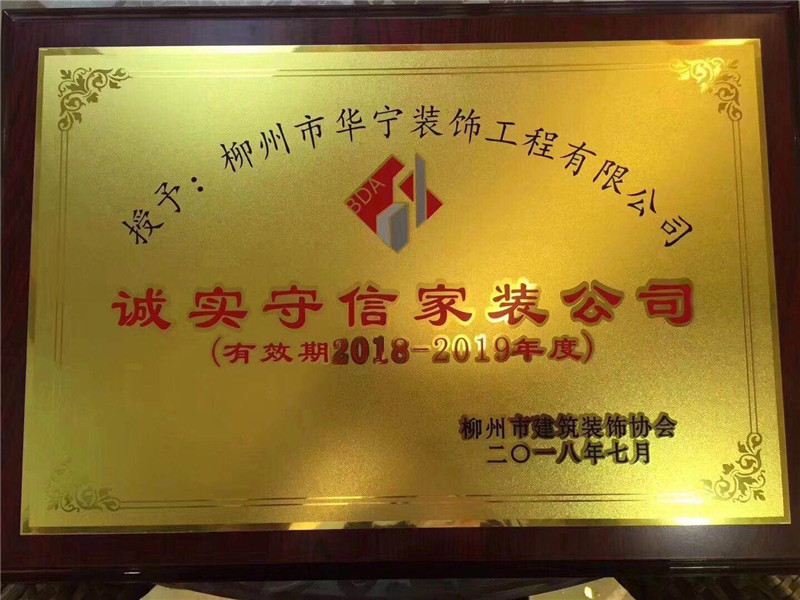 授予：柳州市华宁装饰工程有限公司
BDA
诚实守信家装公司
(有效期2018-2019年度)
柳州市建筑装饰协会
二〇一八年七月